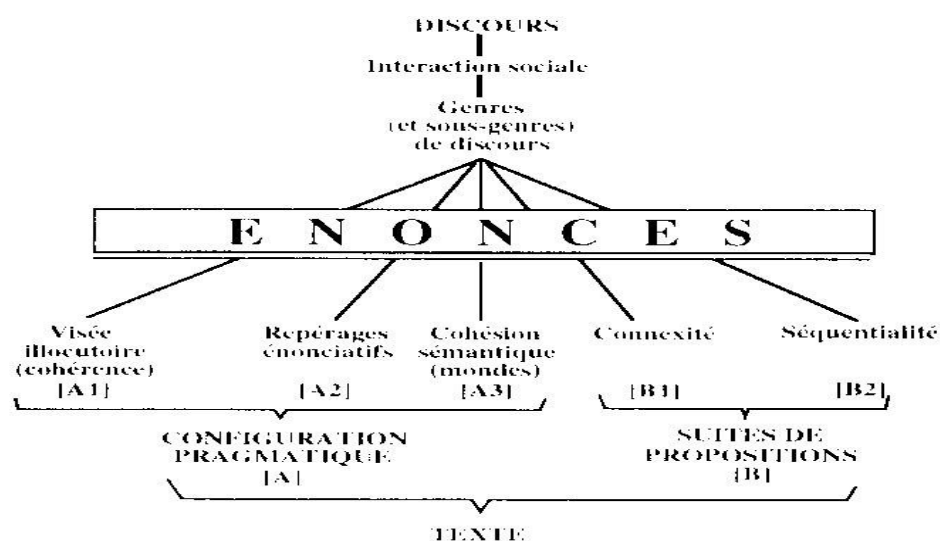 DISCOURS
Interaction sociale
Genres
(et sous-genres)
de discours
E N O N C E S
Visée
illocutoire
(cohérence)
[A1]
Repérages
énonciatifs
[A2]
Cohésion
sémantique
(mondes)
[A3]
Connexité
[B1]
Séquentialité
[B2]
CONFIGURATION
PRAGMATIQUE
[A]
SUITES DE
PROPOSITIONS
[B]
TEXTE